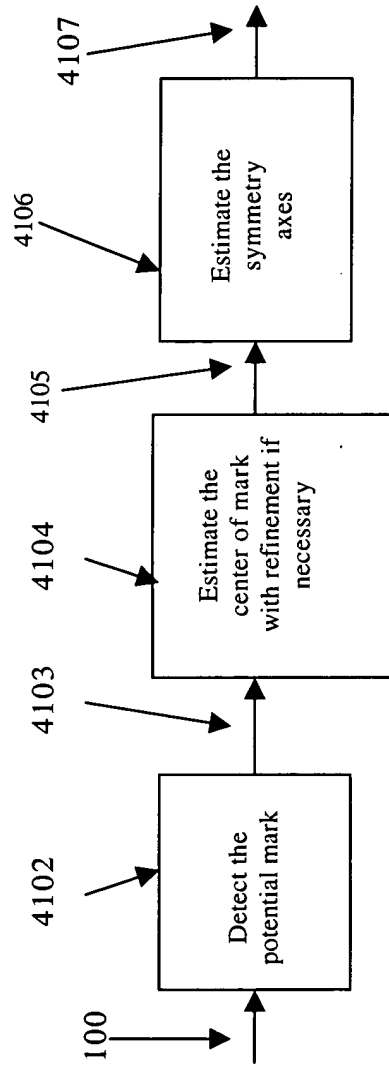 100
4102
Detect the
potential mark
4103
4104
Estimate the
center of mark
with refinement if
necessary
4105
4106
Estimate the
symmetry
axes
4107